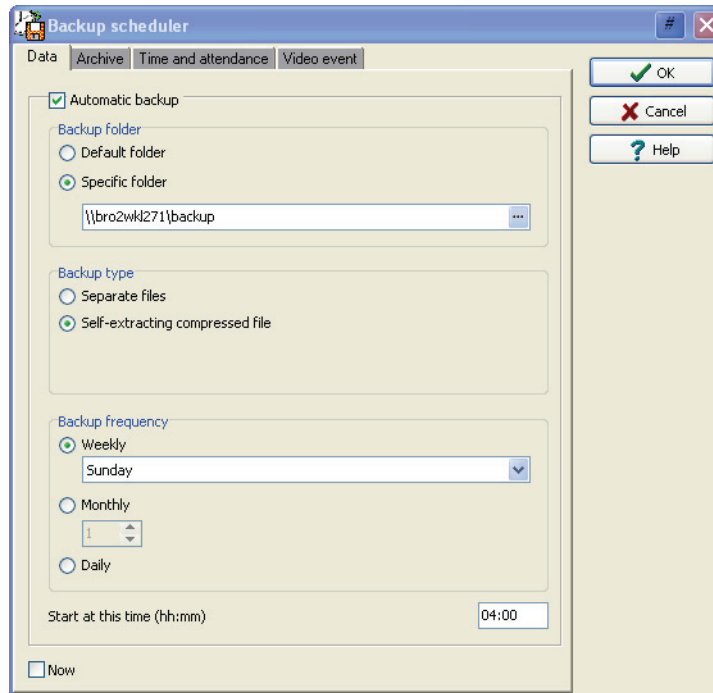 Backup scheduler
#
Data Archive Time and attendance Video event
OK
Cancel
? Help
Automatic backup
Backup folder
Default folder
Specific folder
\\bro2wkl271\backup
...
Backup type
Separate files
Self-extracting compressed file
Backup frequency
Weekly
Sunday
Monthly
1
Daily
Start at this time (hh:mm) 04:00
Now